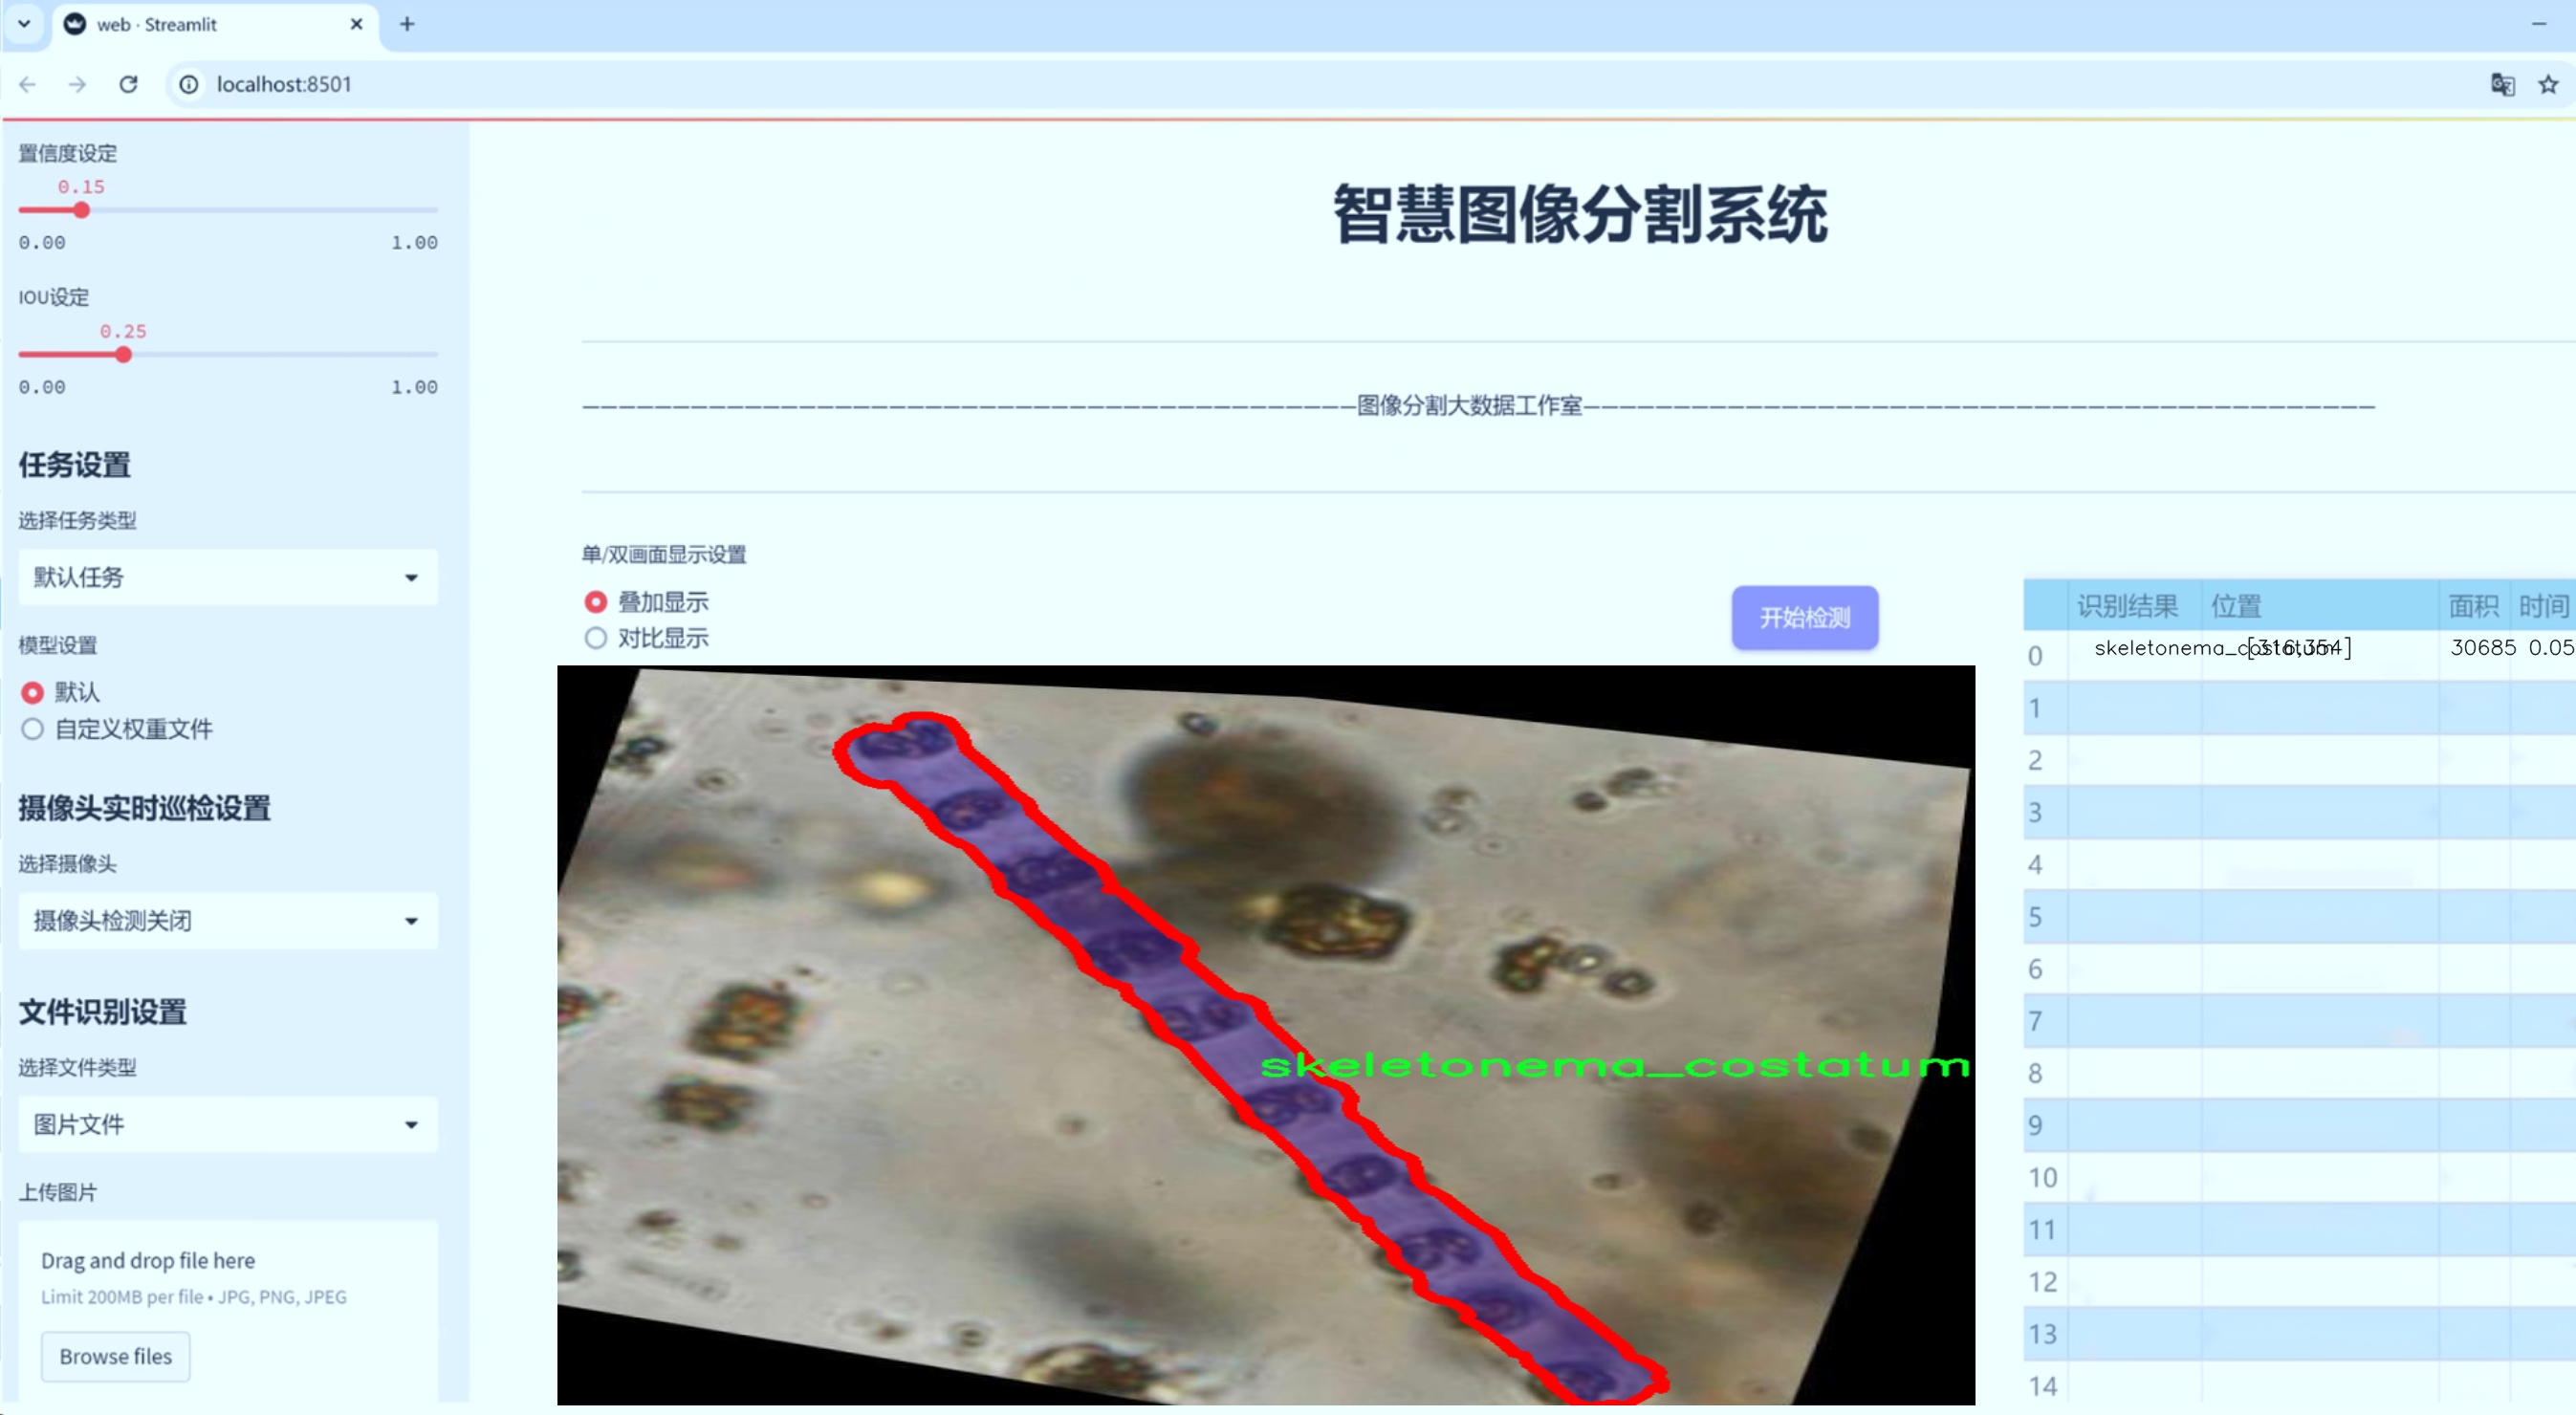 web · Streamlit
localhost:8501
置信度设定
0.15
0.00 1.00
IOU设定
0.25
0.00 1.00
任务设置
选择任务类型
默认任务
模型设置
默认
自定义权重文件
摄像头实时巡检设置
选择摄像头
摄像头检测关闭
文件识别设置
选择文件类型
图片文件
上传图片
Drag and drop file here
Limit 200MB per file • JPG, PNG, JPEG
Browse files
智慧图像分割系统
———————————————————————————————————————————图像分割大数据工作室————————————————————————————————————————————
单/双画面显示设置
叠加显示
对比显示
开始检测
skeletonema_costatum
识别结果 位置 面积 时间
0 skeletonema_costatum [316,354] 30685 0.05
1
2
3
4
5
6
7
8
9
10
11
12
13
14